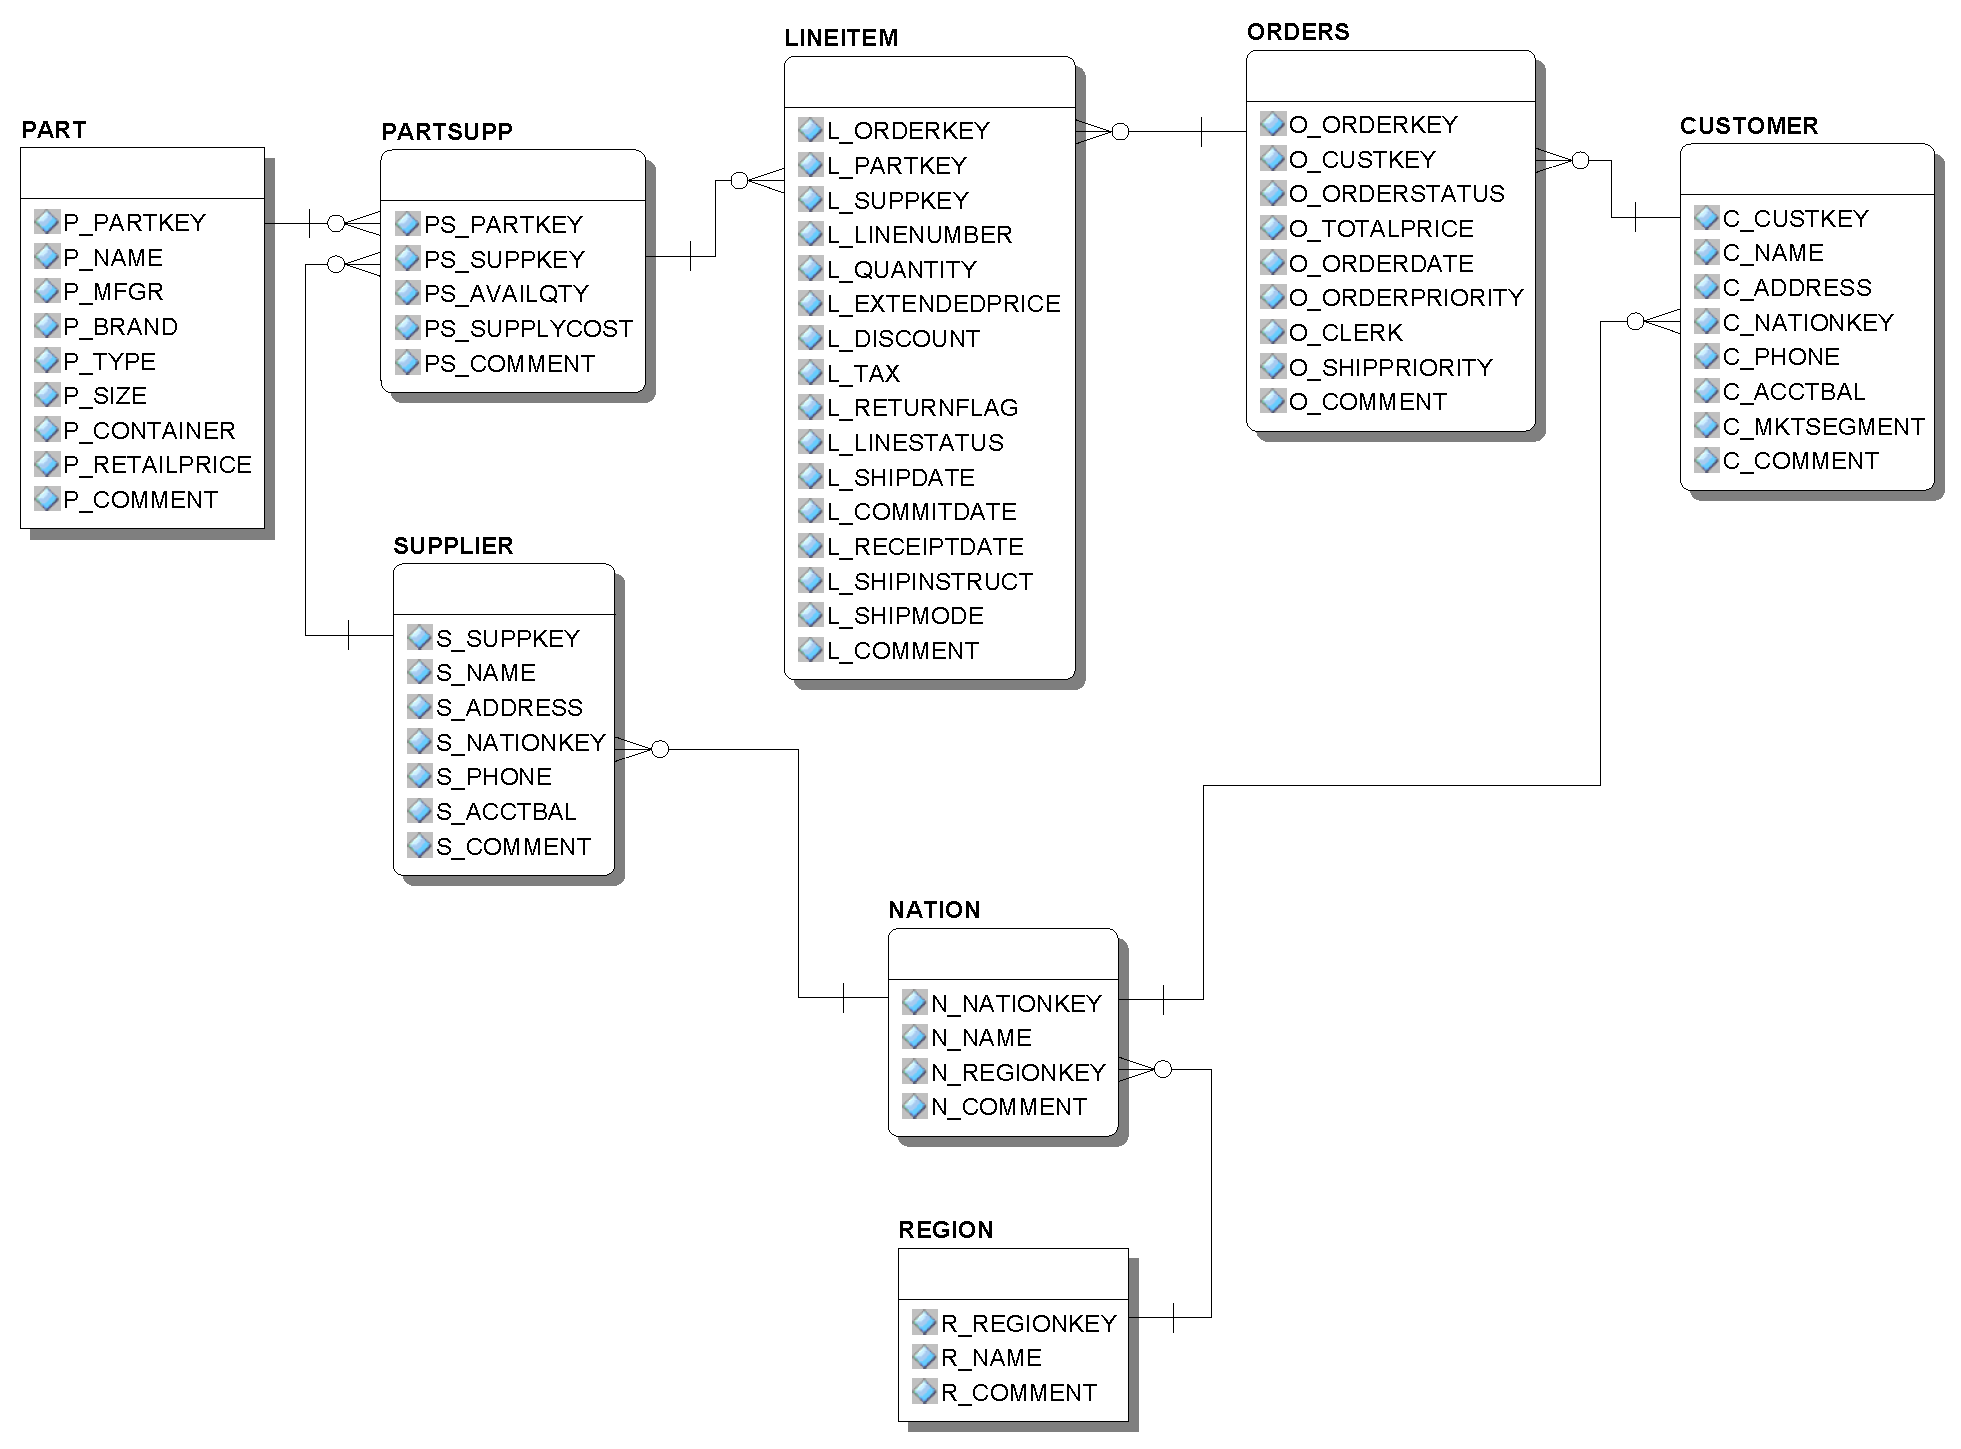 PART
P_PARTKEY
P_NAME
P_MFGR
P_BRAND
P_TYPE
P_SIZE
P_CONTAINER
P_RETAILPRICE
P_COMMENT
PARTSUPP
PS_PARTKEY
PS_SUPPKEY
PS_AVAILQTY
PS_SUPPLYCOST
PS_COMMENT
LINEITEM
L_ORDERKEY
L_PARTKEY
L_SUPPKEY
L_LINENUMBER
L_QUANTITY
L_EXTENDEDPRICE
L_DISCOUNT
L_TAX
L_RETURNFLAG
L_LINESTATUS
L_SHIPDATE
L_COMMITDATE
L_RECEIPTDATE
L_SHIPINSTRUCT
L_SHIPMODE
L_COMMENT
ORDERS
O_ORDERKEY
O_CUSTKEY
O_ORDERSTATUS
O_TOTALPRICE
O_ORDERDATE
O_ORDERPRIORITY
O_CLERK
O_SHIPPRIORITY
O_COMMENT
CUSTOMER
C_CUSTKEY
C_NAME
C_ADDRESS
C_NATIONKEY
C_PHONE
C_ACCTBAL
C_MKTSEGMENT
C_COMMENT
SUPPLIER
S_SUPPKEY
S_NAME
S_ADDRESS
S_NATIONKEY
S_PHONE
S_ACCTBAL
S_COMMENT
NATION
N_NATIONKEY
N_NAME
N_REGIONKEY
N_COMMENT
REGION
R_REGIONKEY
R_NAME
R_COMMENT